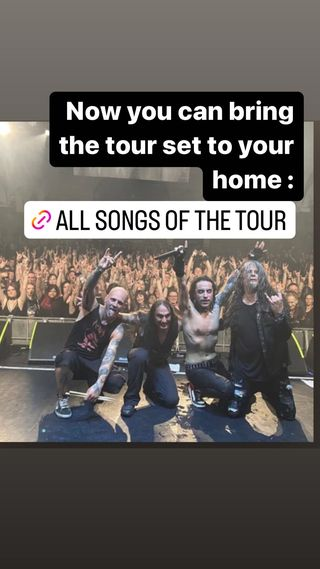 Now you can bring
the tour set to your
home :
ALL SONGS OF THE TOUR